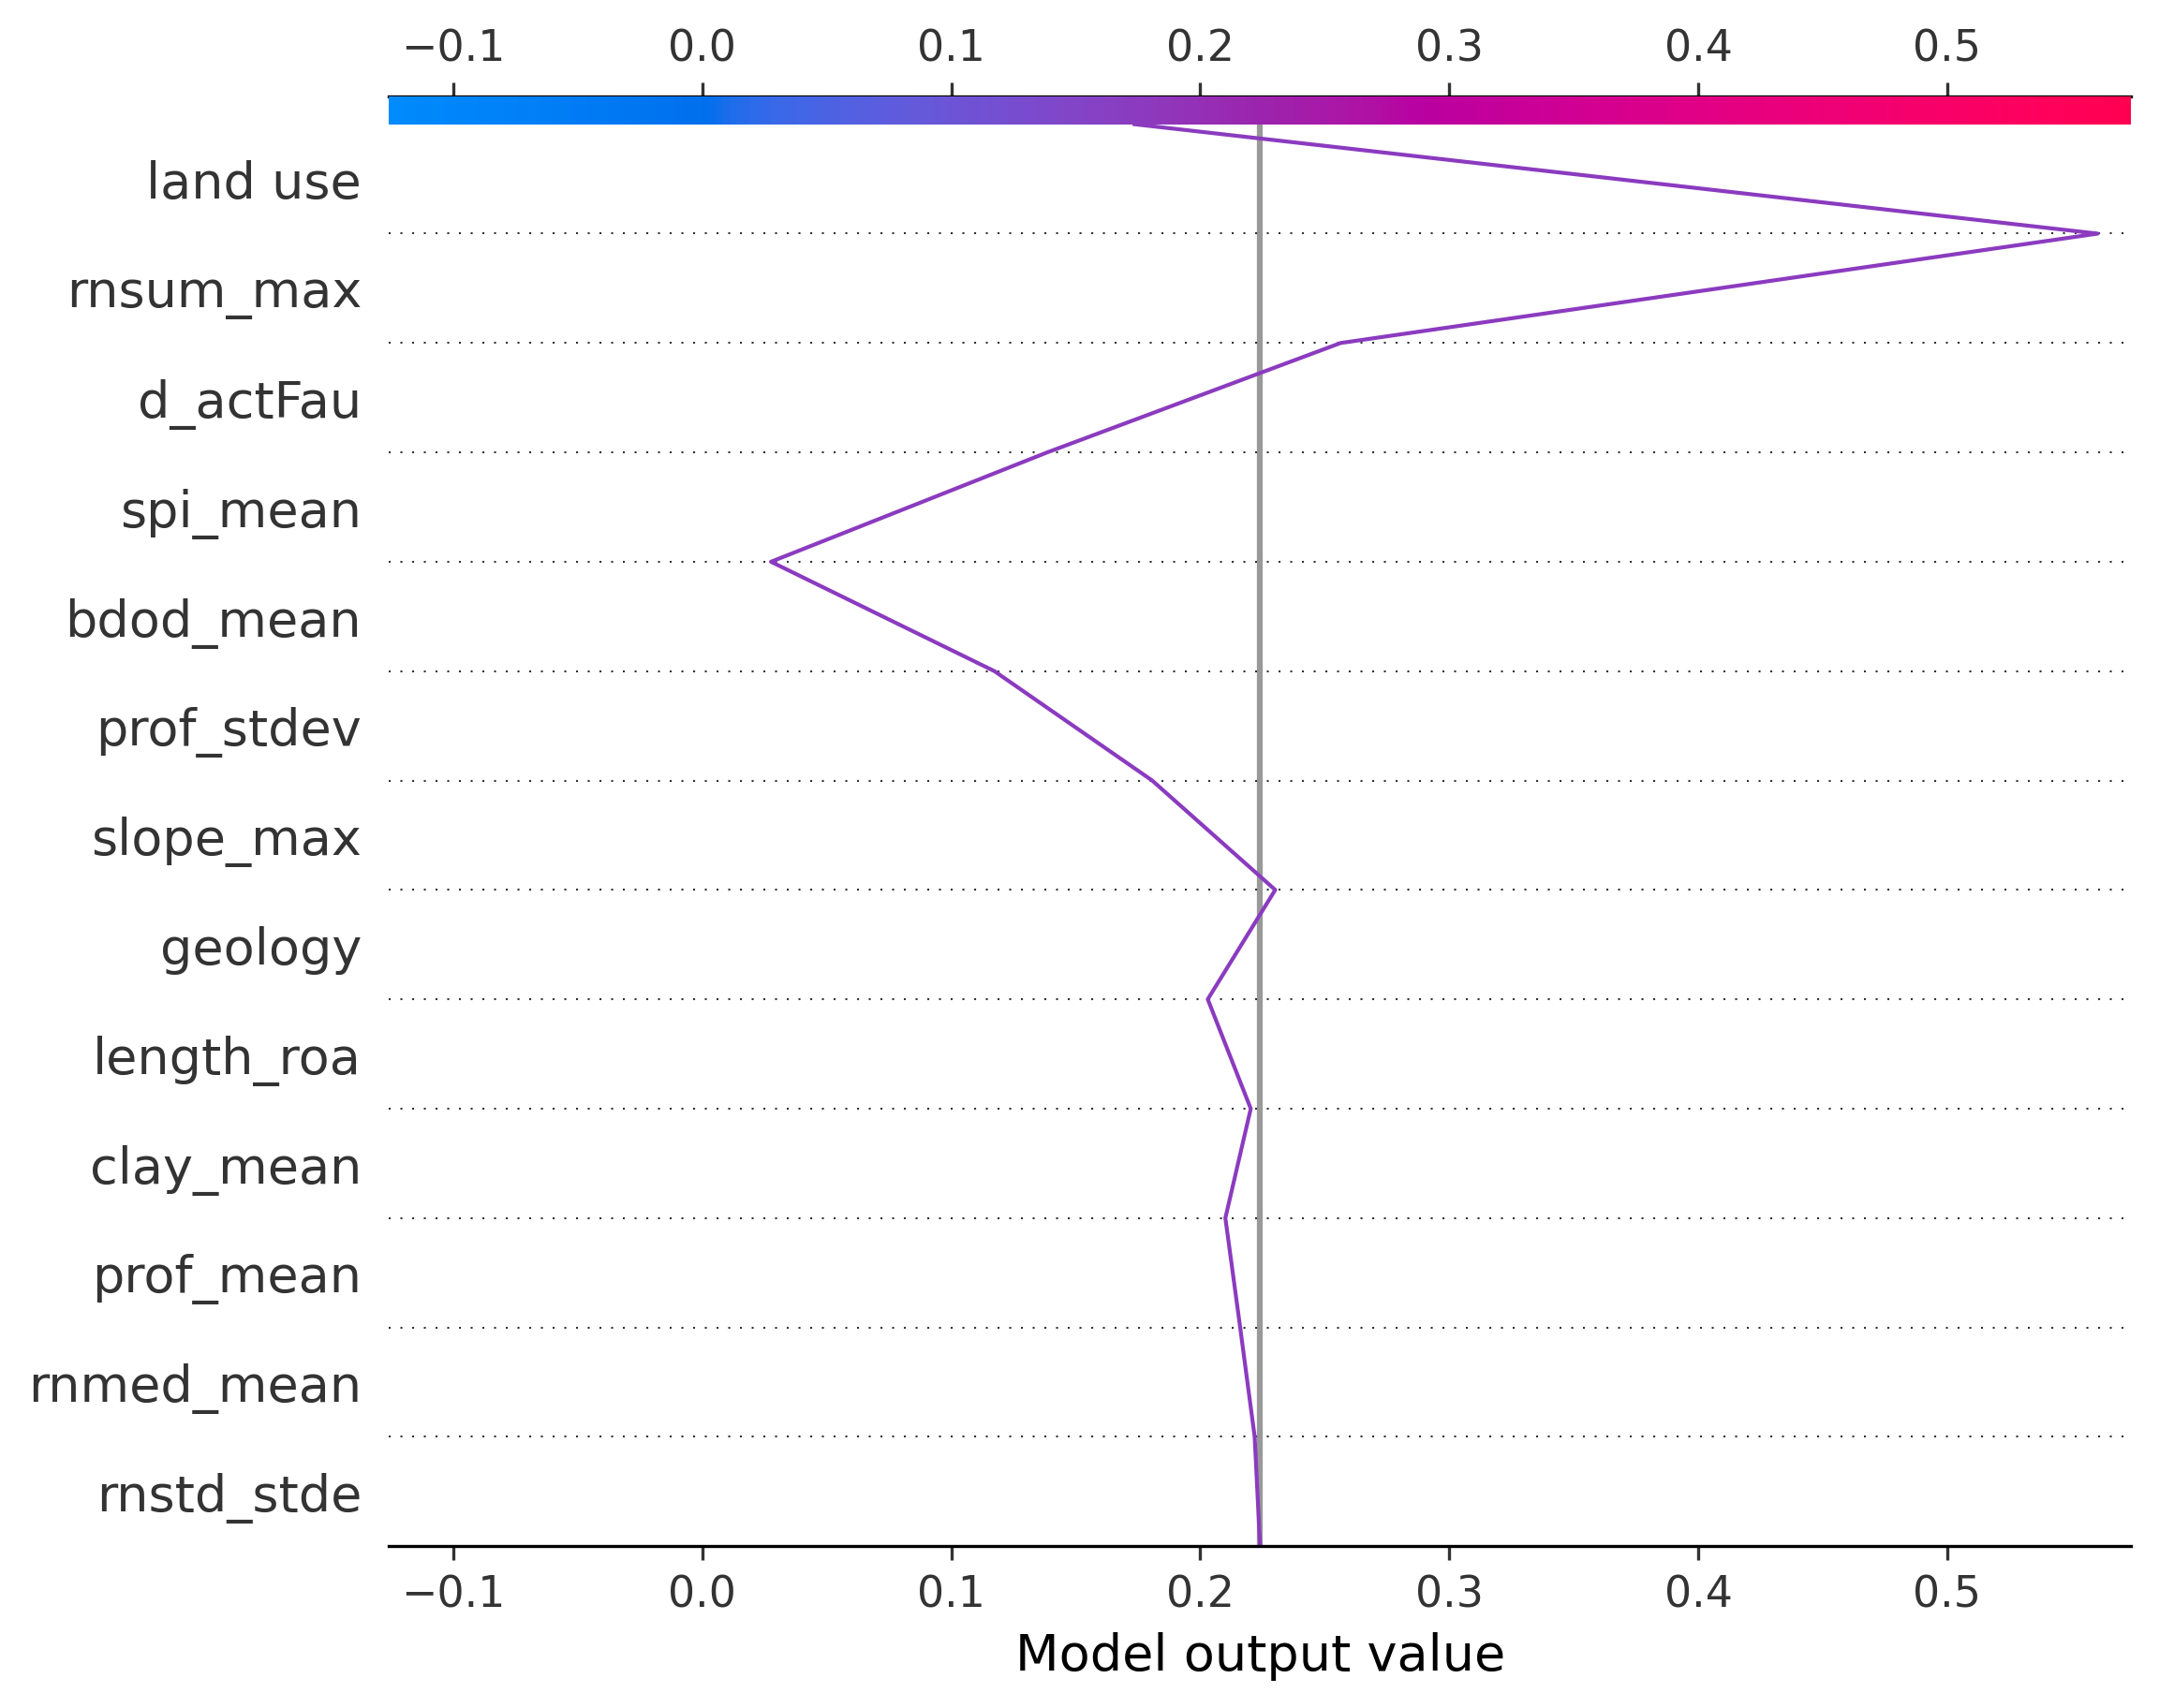 −0.1 0.0 0.1 0.2 0.3 0.4 0.5
land use
rnsum_max
d_actFau
spi_mean
bdod_mean
prof_stdev
slope_max
geology
length_roa
clay_mean
prof_mean
rnmed_mean
rnstd_stde
−0.1 0.0 0.1 0.2 0.3 0.4 0.5
Model output value